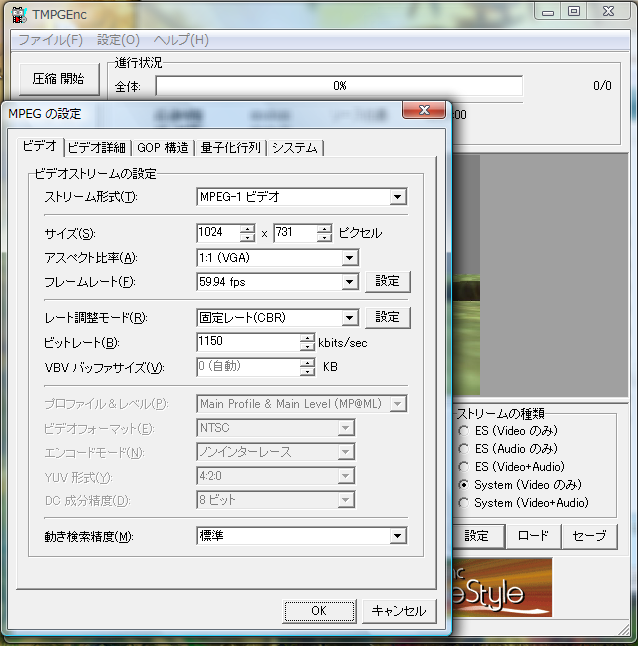 TMPGEnc
ファイル(F) 設定(O) ヘルプ(H)
圧縮 開始
進行状況
全体: 0% 0/0
:00
MPEG の設定
ビデオ ビデオ詳細 GOP 構造 量子化行列 システム
ビデオストリームの設定
ストリーム形式(T): MPEG-1 ビデオ
サイズ(S): 1024 x 731 ピクセル
アスペクト比率(A): 1:1 (VGA)
フレームレート(F): 59.94 fps 設定
レート調整モード(R): 固定レート(CBR) 設定
ビットレート(B): 1150 kbits/sec
VBV バッファサイズ(V): 0 (自動) KB
プロファイル＆レベル(P): Main Profile & Main Level (MP@ML)
ビデオフォーマット(E): NTSC
エンコードモード(N): ノンインターレース
YUV 形式(Y): 4:2:0
DC 成分精度(D): 8 ビット
動き検索精度(M): 標準
OK キャンセル
ストリームの種類
ES (Video のみ)
ES (Audio のみ)
ES (Video+Audio)
System (Video のみ)
System (Video+Audio)
設定 ロード セーブ
nc
eStyle